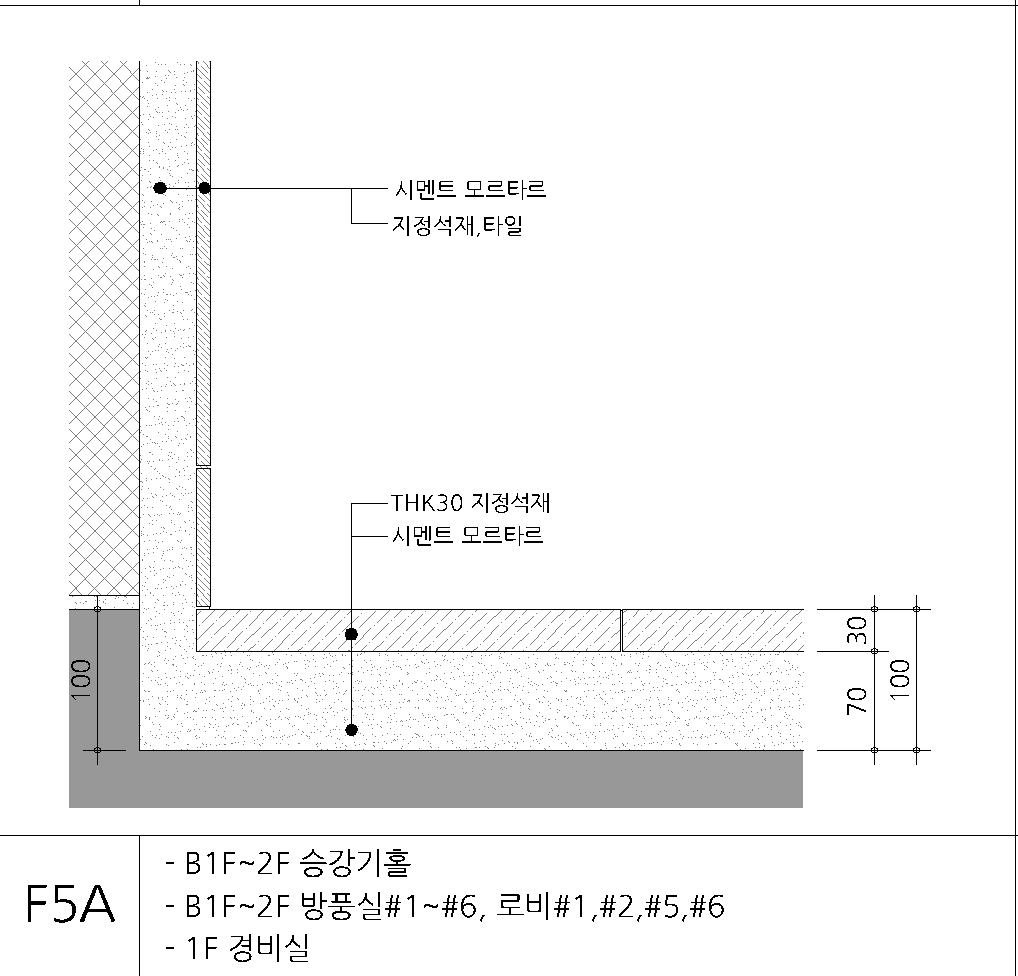 시멘트 모르타르
지정석재,타일
THK30 지정석재
시멘트 모르타르
100
30
70
100
F5A
- B1F~2F 승강기홀
- B1F~2F 방풍실#1~#6, 로비#1,#2,#5,#6
- 1F 경비실